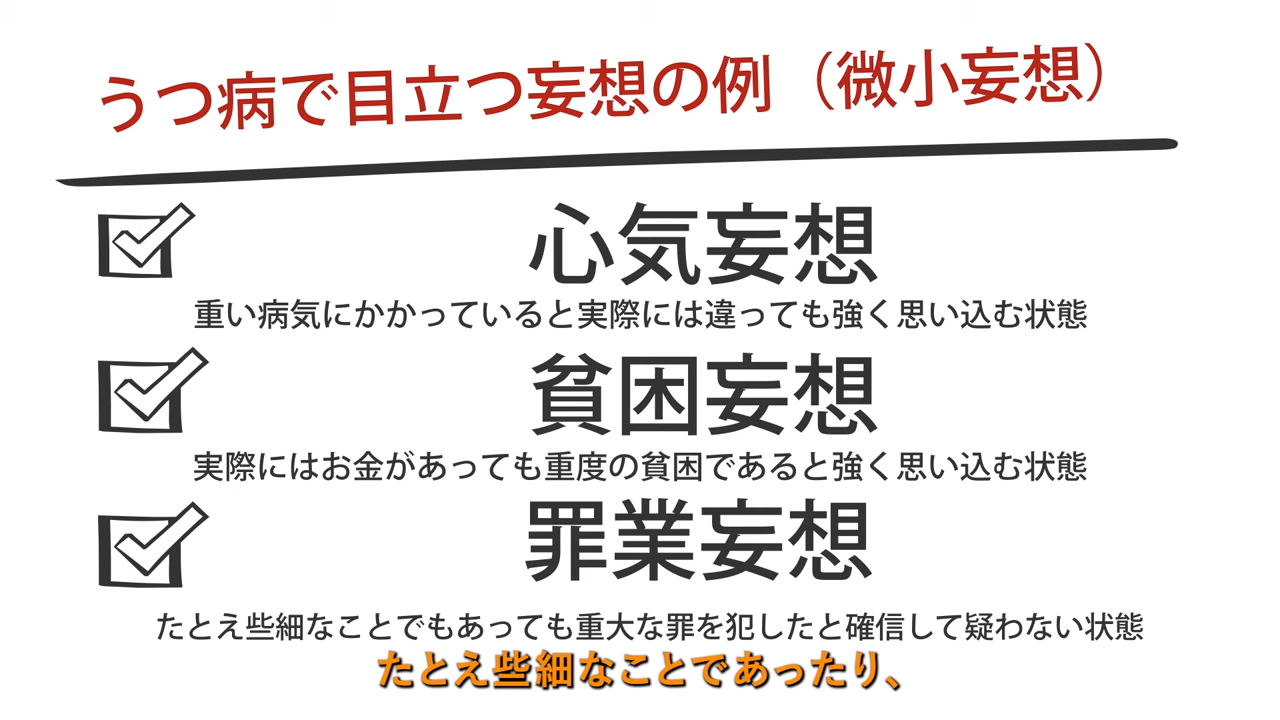 うつ病で目立つ妄想の例（微小妄想）
心気妄想
重い病気にかかっていると実際には違っても強く思い込む状態
貧困妄想
実際にはお金があっても重度の貧困であると強く思い込む状態
罪業妄想
たとえ些細なことでもあっても重大な罪を犯したと確信して疑わない状態
たとえ些細なことであったり、